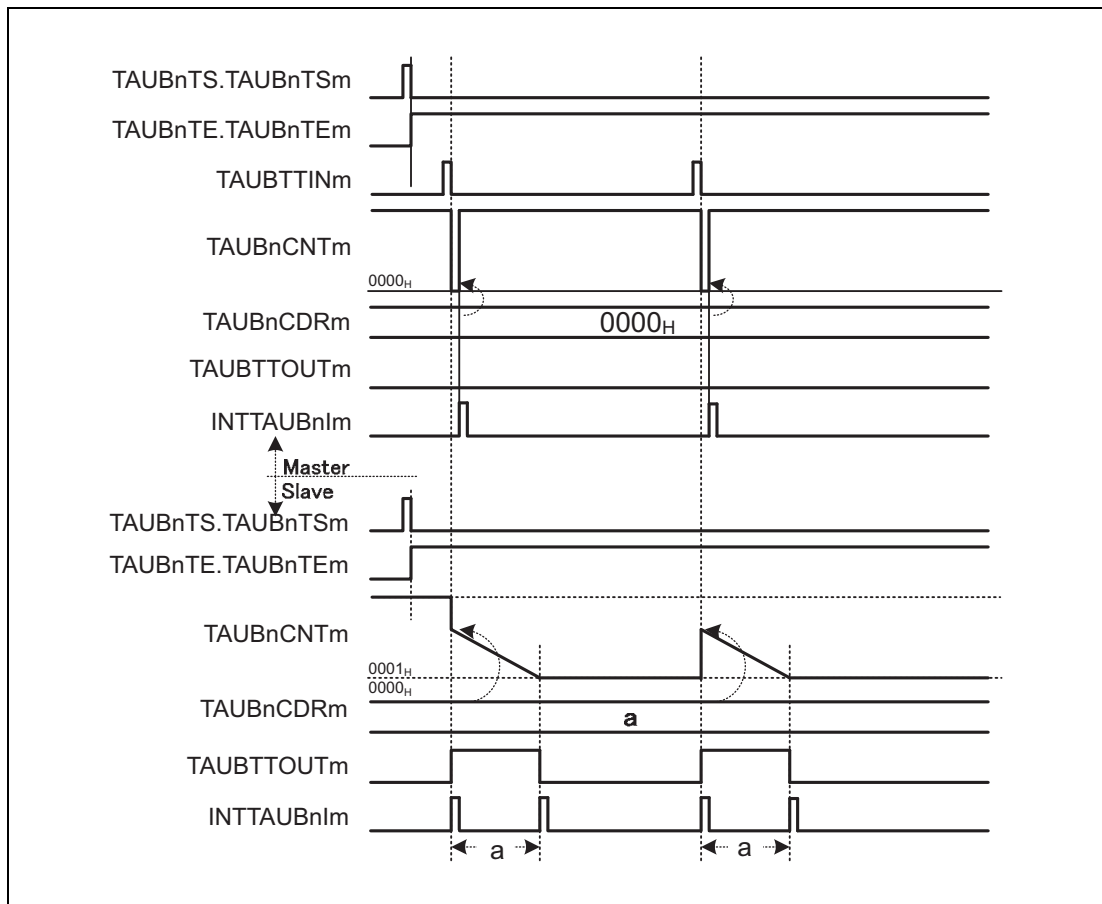 TAUBnTS.TAUBnTSm
TAUBnTE.TAUBnTEm
TAUBTTINm
TAUBnCNTm
0000H
TAUBnCDRm
0000H
TAUBTTOUTm
INTTAUBnIm
Master
Slave
TAUBnTS.TAUBnTSm
TAUBnTE.TAUBnTEm
TAUBnCNTm
0001H
0000H
TAUBnCDRm
a
TAUBTTOUTm
INTTAUBnIm
a
a